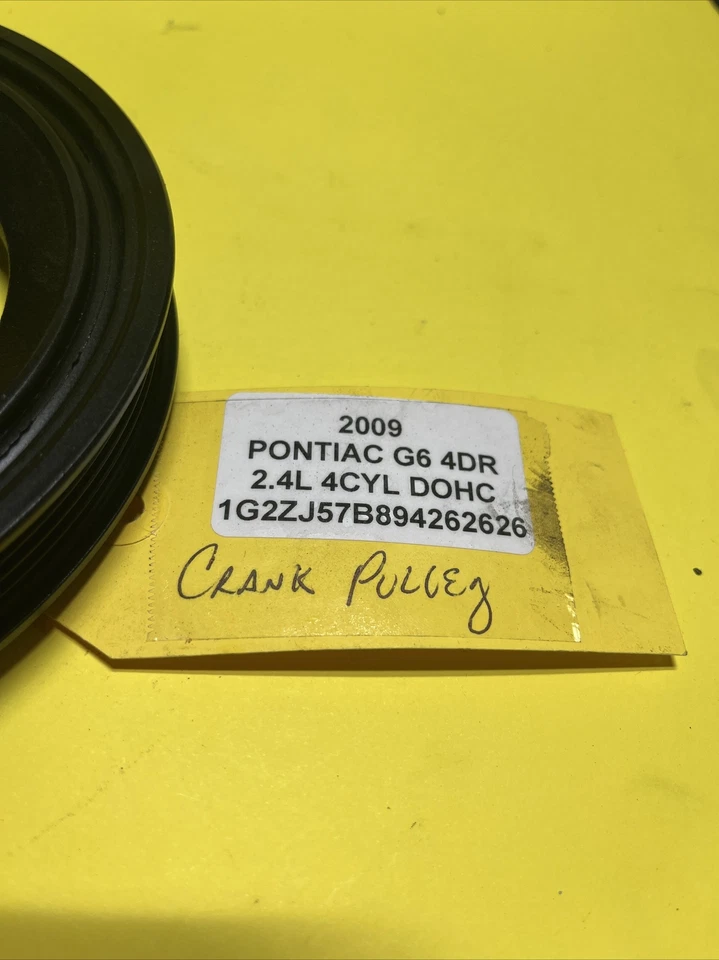 2009
PONTIAC G6 4DR
2.4L 4CYL DOHC
1G2ZJ57B894262626
CRANK PULLEY